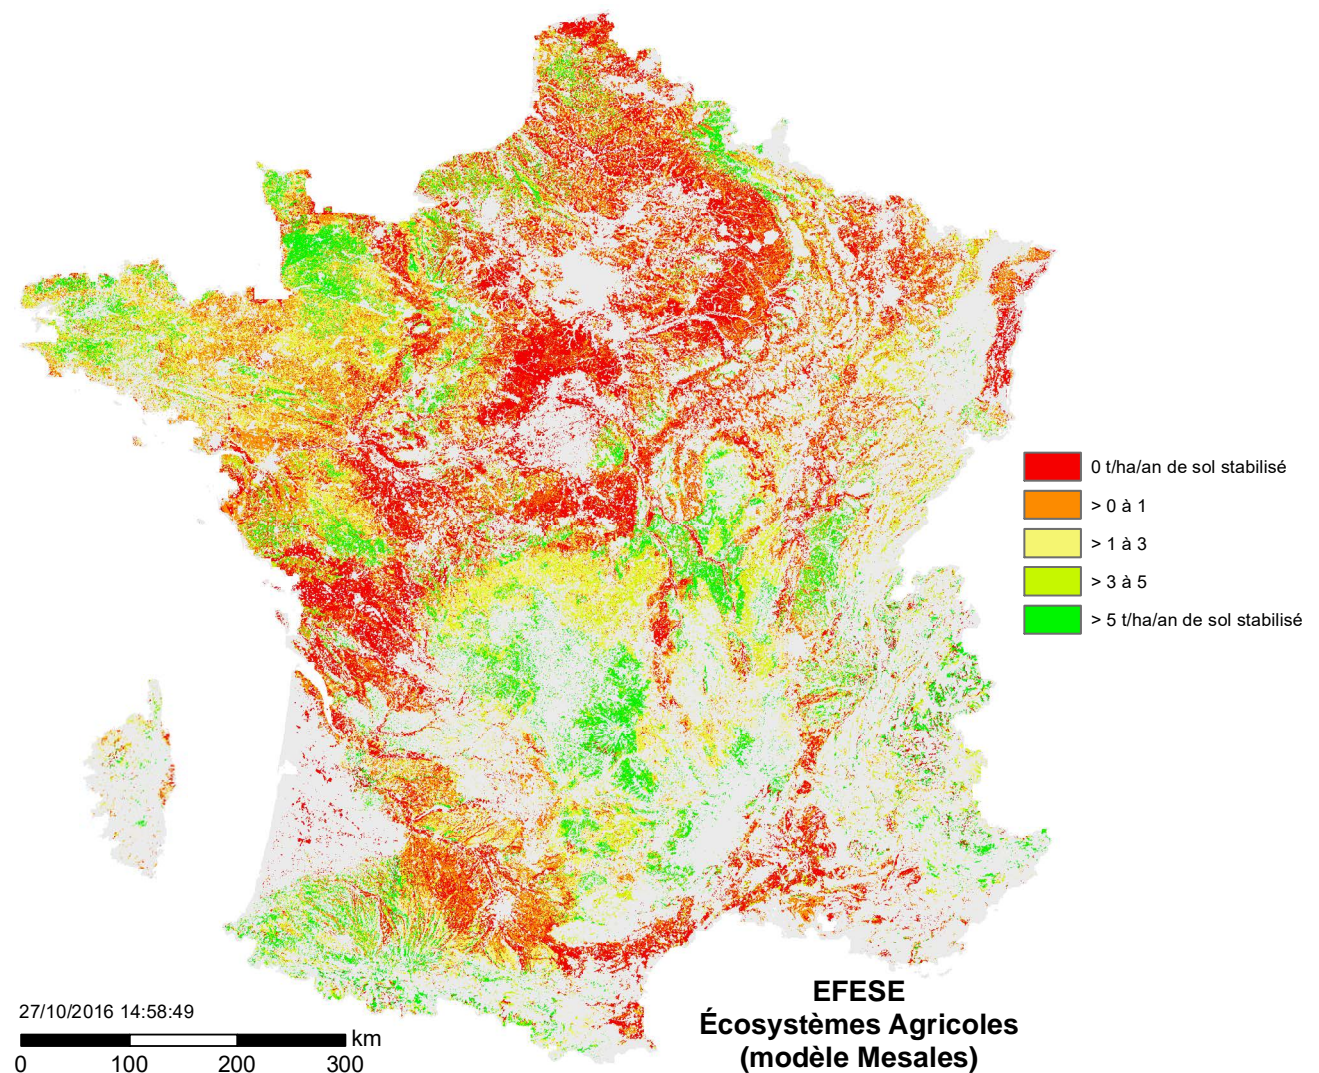 0 t/ha/an de sol stabilisé
> 0 à 1
> 1 à 3
> 3 à 5
> 5 t/ha/an de sol stabilisé
27/10/2016 14:58:49
km
0 100 200 300
EFESE
Écosystèmes Agricoles
(modèle Mesales)